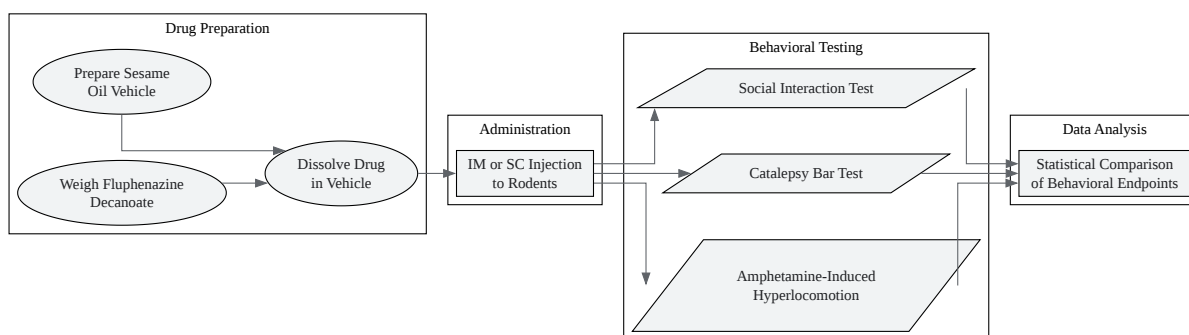 Drug Preparation
Prepare Sesame
Oil Vehicle
Weigh Fluphenazine
Decanoate
Dissolve Drug
in Vehicle
Administration
IM or SC Injection
to Rodents
Behavioral Testing
Social Interaction Test
Catalepsy Bar Test
Amphetamine-Induced
Hyperlocomotion
Data Analysis
Statistical Comparison
of Behavioral Endpoints